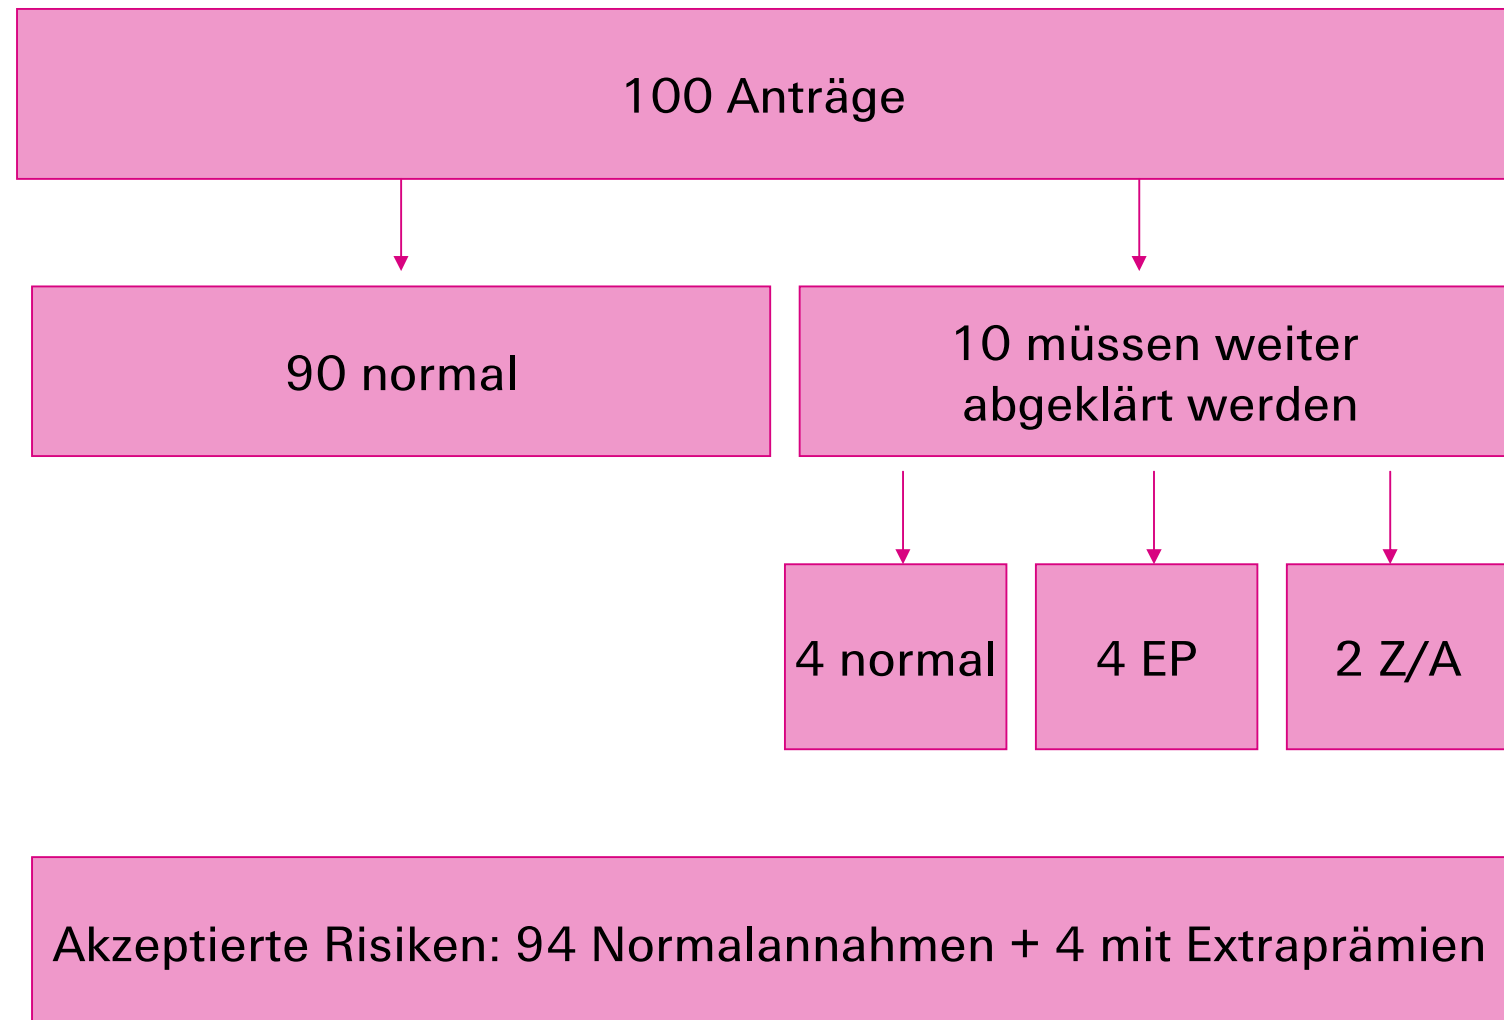 100 Anträge
90 normal
10 müssen weiter
abgeklärt werden
4 normal
4 EP
2 Z/A
Akzeptierte Risiken: 94 Normalannahmen + 4 mit Extraprämien